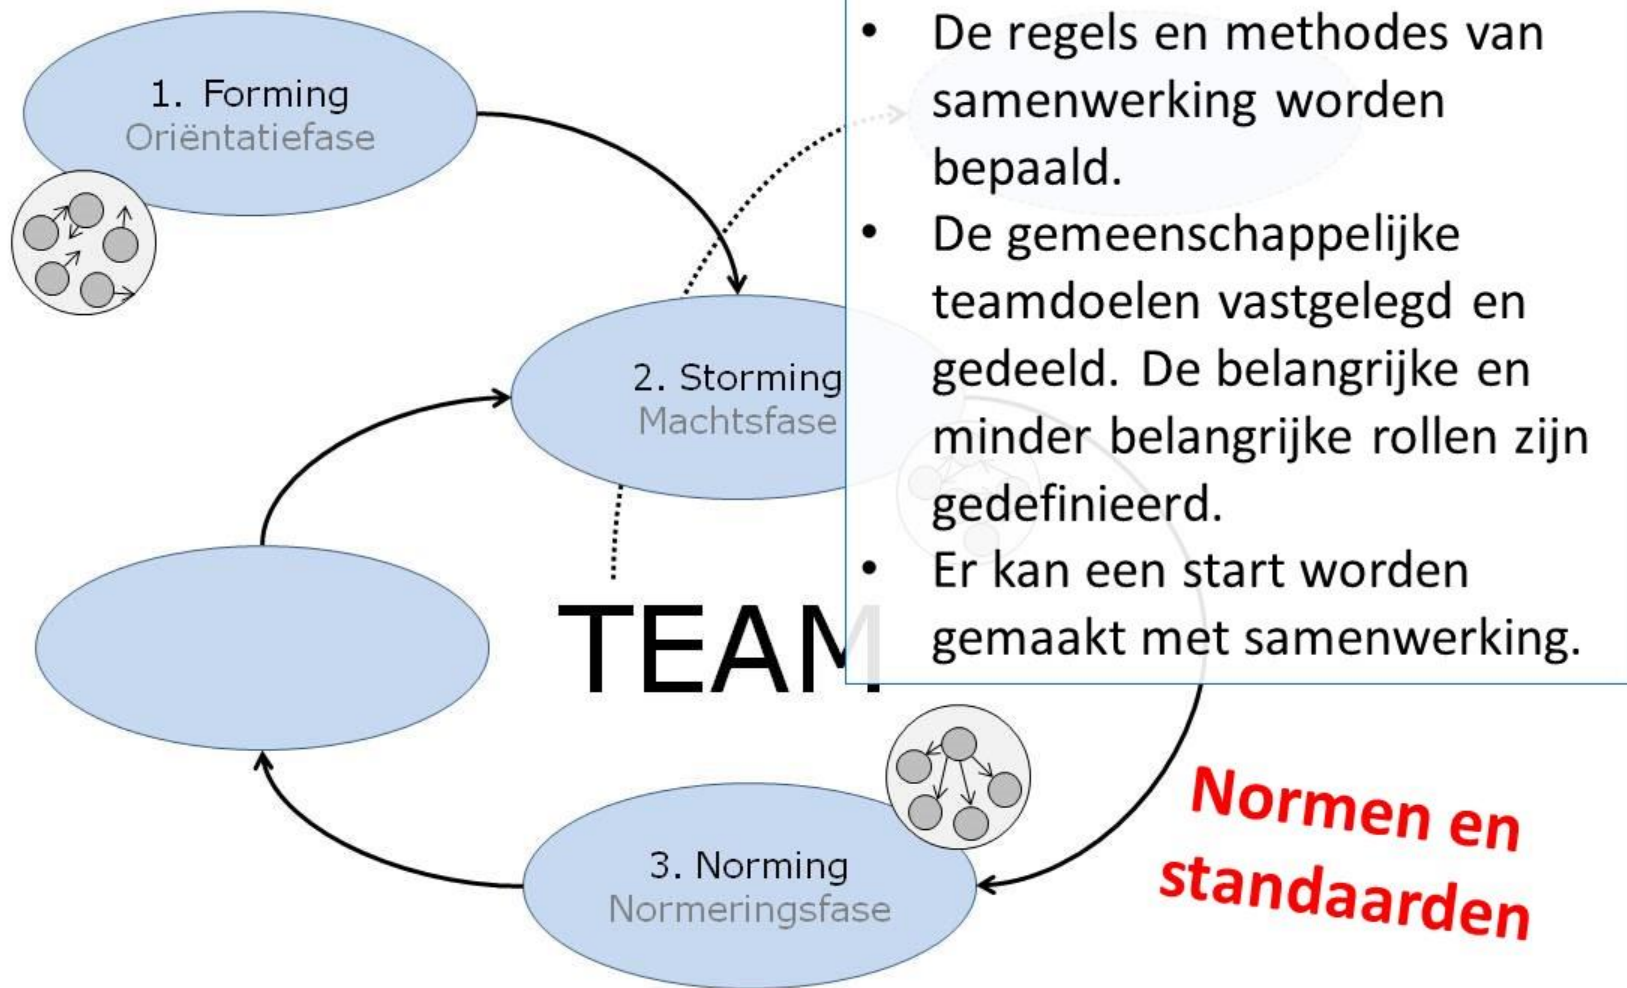 1. Forming
Oriëntatiefase
• De regels en methodes van
samenwerking worden
bepaald.
• De gemeenschappelijke
teamdoelen vastgelegd en
gedeeld. De belangrijke en
minder belangrijke rollen zijn
gedefinieerd.
• Er kan een start worden
gemaakt met samenwerking.
2. Storming
Machtsfase
TEAM
3. Norming
Normeringsfase
Normen en
standaarden